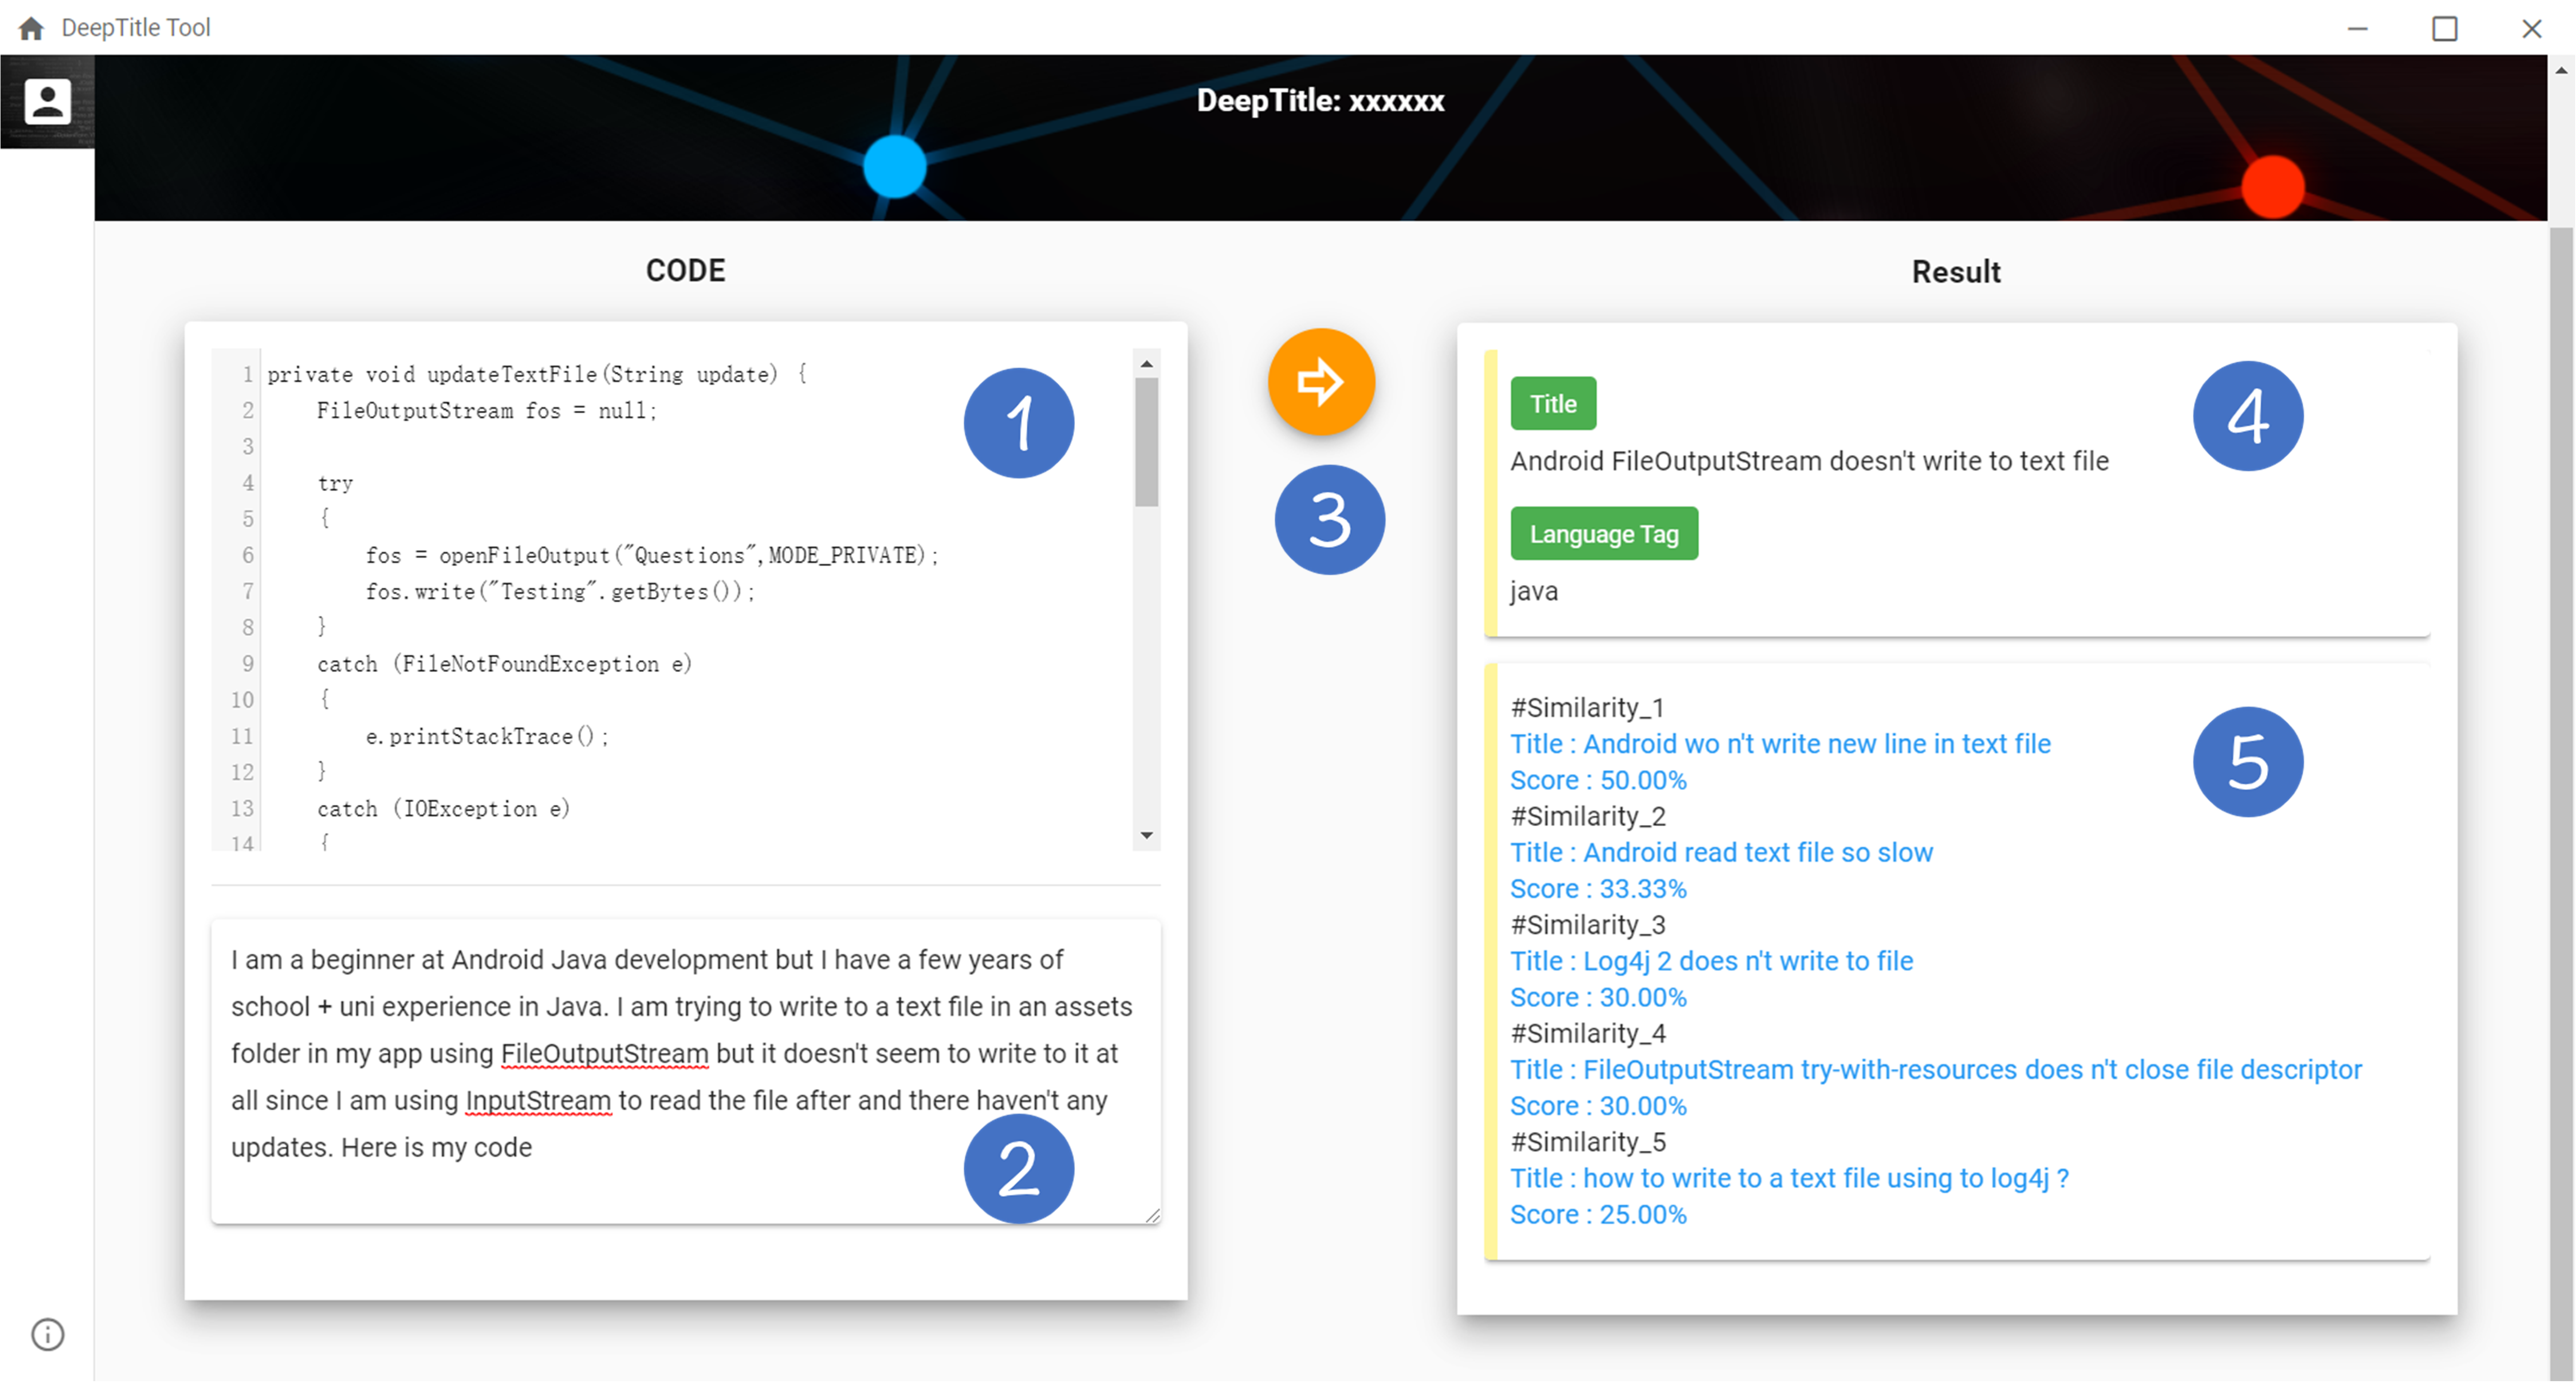 DeepTitle Tool
DeepTitle: xxxxxx
CODE
1 private void updateTextFile(String update) {
2     FileOutputStream fos = null;
3
4     try
5     {
6         fos = openFileOutput("Questions",MODE_PRIVATE);
7         fos.write("Testing".getBytes());
8     }
9     catch (FileNotFoundException e)
10     {
11         e.printStackTrace();
12     }
13     catch (IOException e)
14     {
1
I am a beginner at Android Java development but I have a few years of
school + uni experience in Java. I am trying to write to a text file in an assets
folder in my app using FileOutputStream but it doesn't seem to write to it at
all since I am using InputStream to read the file after and there haven't any
updates. Here is my code
2
3
Result
Title
4
Android FileOutputStream doesn't write to text file
Language Tag
java
#Similarity_1
Title : Android wo n't write new line in text file
5
Score : 50.00%
#Similarity_2
Title : Android read text file so slow
Score : 33.33%
#Similarity_3
Title : Log4j 2 does n't write to file
Score : 30.00%
#Similarity_4
Title : FileOutputStream try-with-resources does n't close file descriptor
Score : 30.00%
#Similarity_5
Title : how to write to a text file using to log4j ?
Score : 25.00%